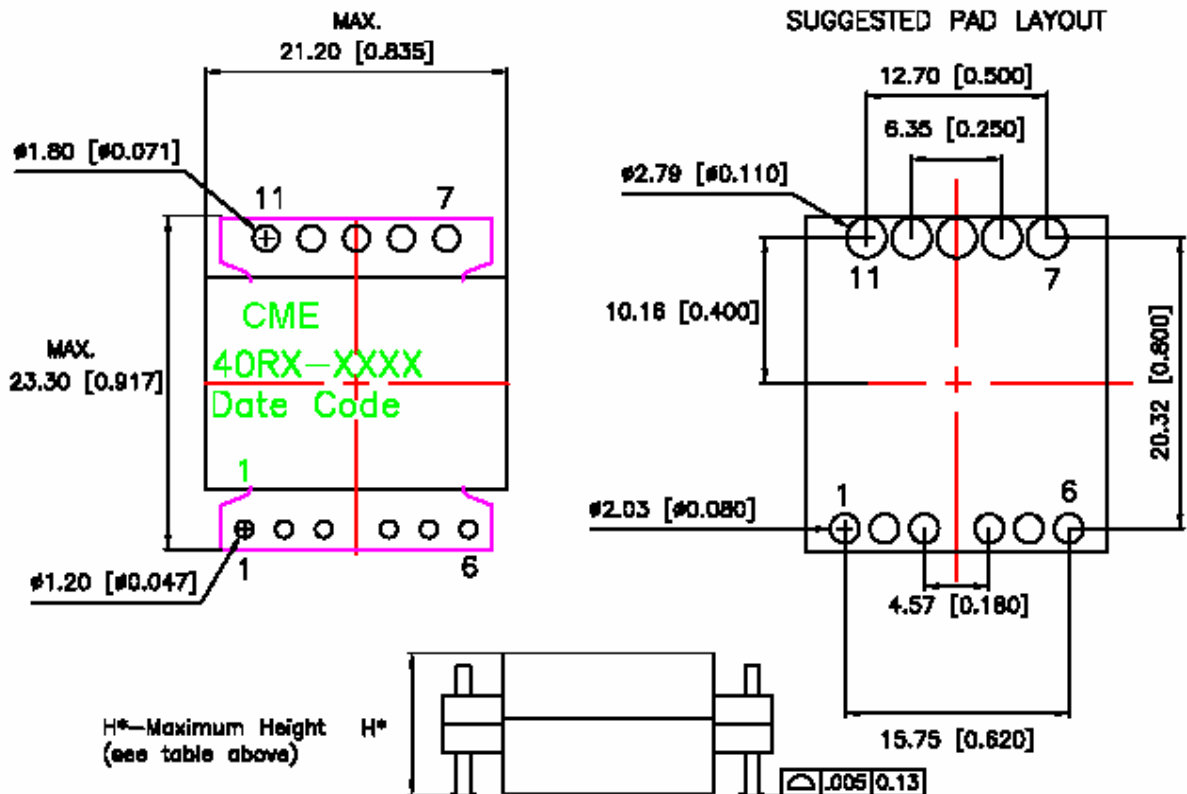 MAX.
21.20 [0.835]
SUGGESTED PAD LAYOUT
12.70 [0.500]
6.35 [0.250]
ø1.80 [ø0.071]
ø2.79 [ø0.110]
11 7
11 7
10.16 [0.400]
CME
MAX.
23.30 [0.917]
40RX-XXXX
Date Code
20.32 [0.800]
1
ø2.03 [ø0.080]
1 6
1 6
ø1.20 [ø0.047]
4.57 [0.180]
15.75 [0.620]
H*-Maximum Height H*
(see table above)
.005 0.13